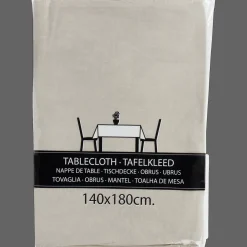 TABLECLOTH - TAFELKLEED
NAPPE DE TABLE - TISCHDECKE - OBRUS - UBRUS
TOVAGLIA - OBRUS - MANTEL - TOALHA DE MESA
140x180cm.